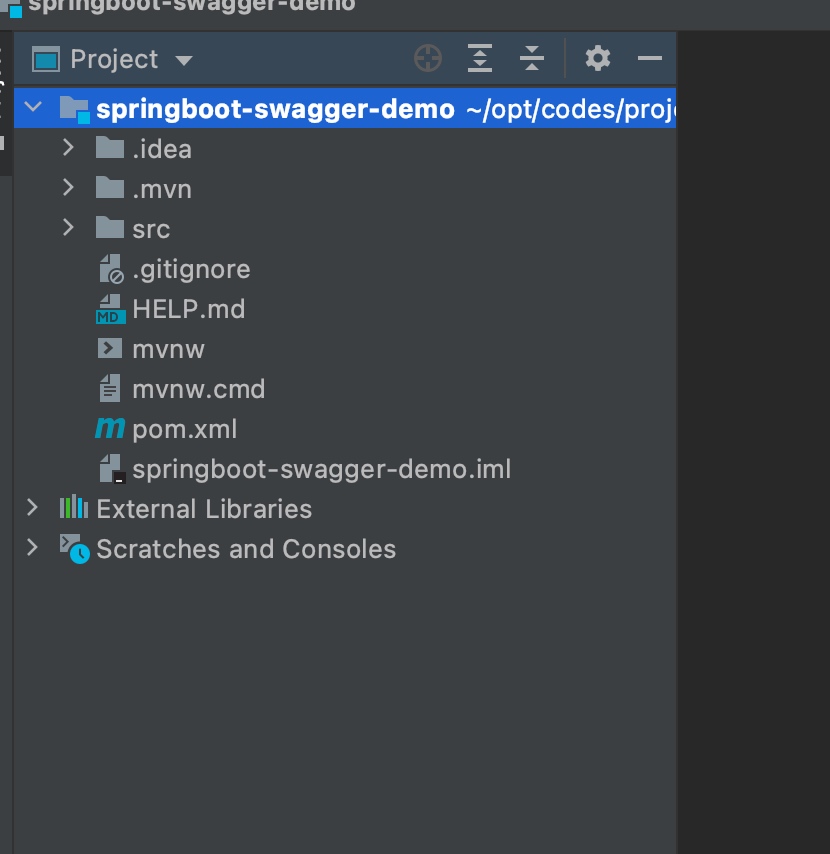 springboot-swagger-demo
Project
springboot-swagger-demo ~/opt/codes/proj
.idea
.mvn
src
.gitignore
MD HELP.md
mvnw
mvnw.cmd
m pom.xml
springboot-swagger-demo.iml
External Libraries
Scratches and Consoles